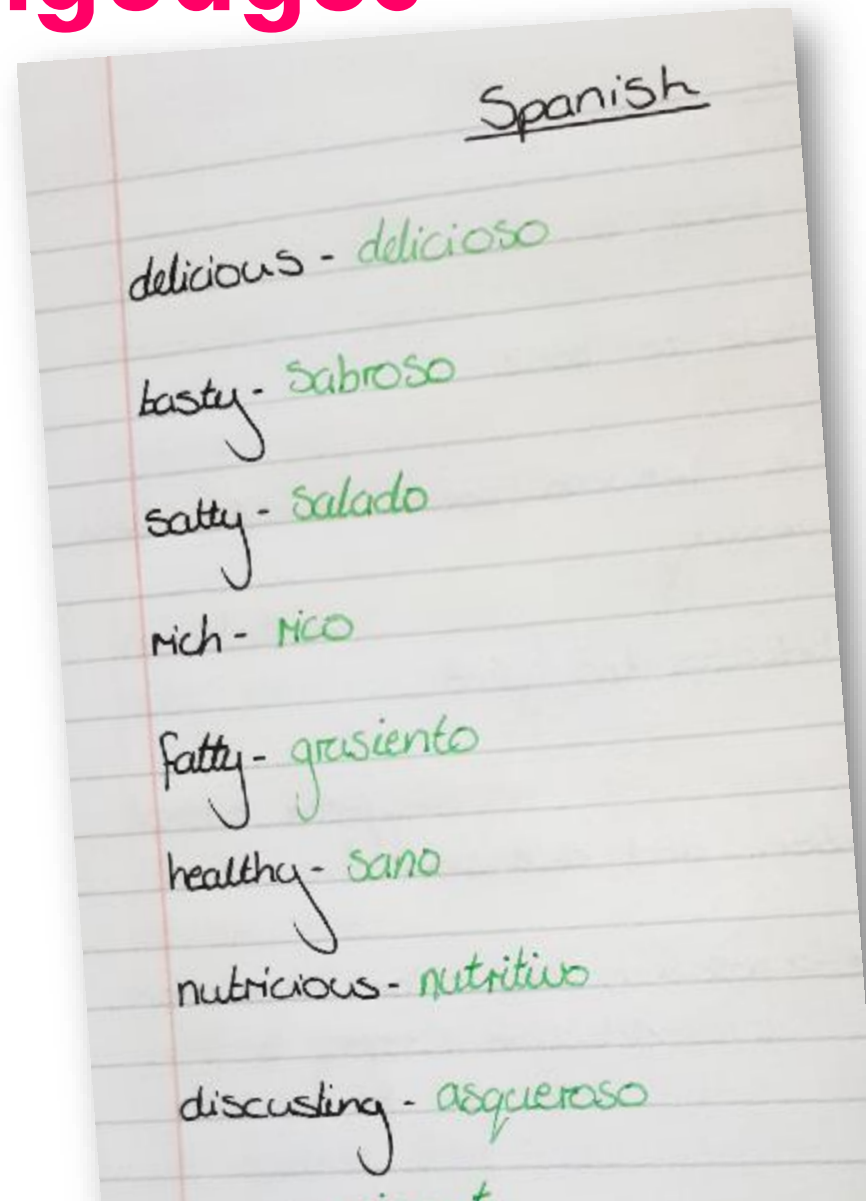 Spanish
delicious - delicioso
tasty - sabroso
salty - salado
rich - rico
fatty - grasiento
healthy - sano
nutricious - nutritivo
discusting - asqueroso